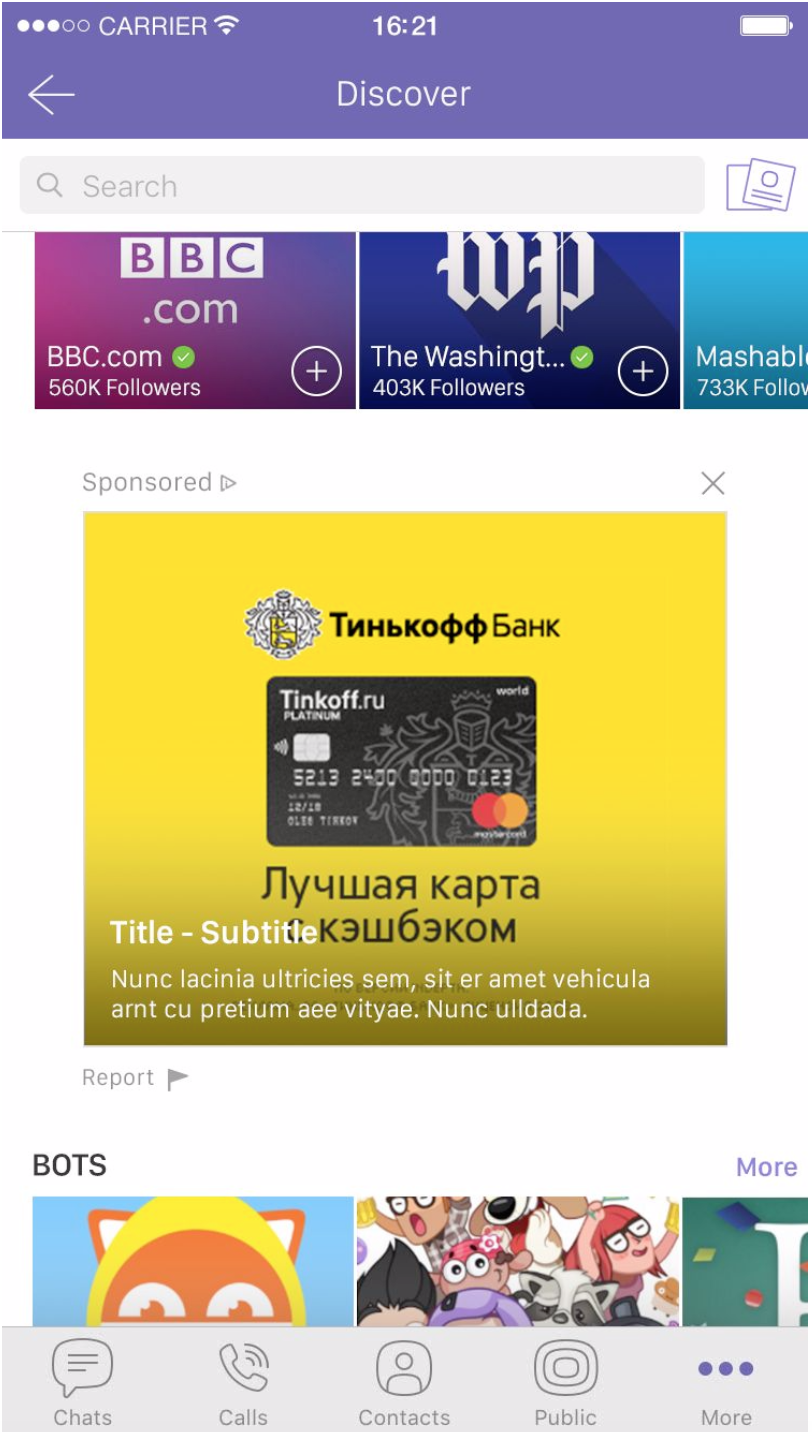 CARRIER
16:21
Discover
Search
BBC
.com
BBC.com
560K Followers
wp
The Washingt...
403K Followers
Mashable
733K Follow
Sponsored
Тинькофф Банк
Tinkoff.ru
PLATINUM
world
5213 2400 0000 0123
12/18
OLEG TINKOV
mastercard
Лучшая карта
с кэшбэком
Title - Subtitle
Nunc lacinia ultricies sem, sit er amet vehicula
arnt cu pretium aee vityae. Nunc ulldada.
Report
BOTS
More
Chats
Calls
Contacts
Public
More